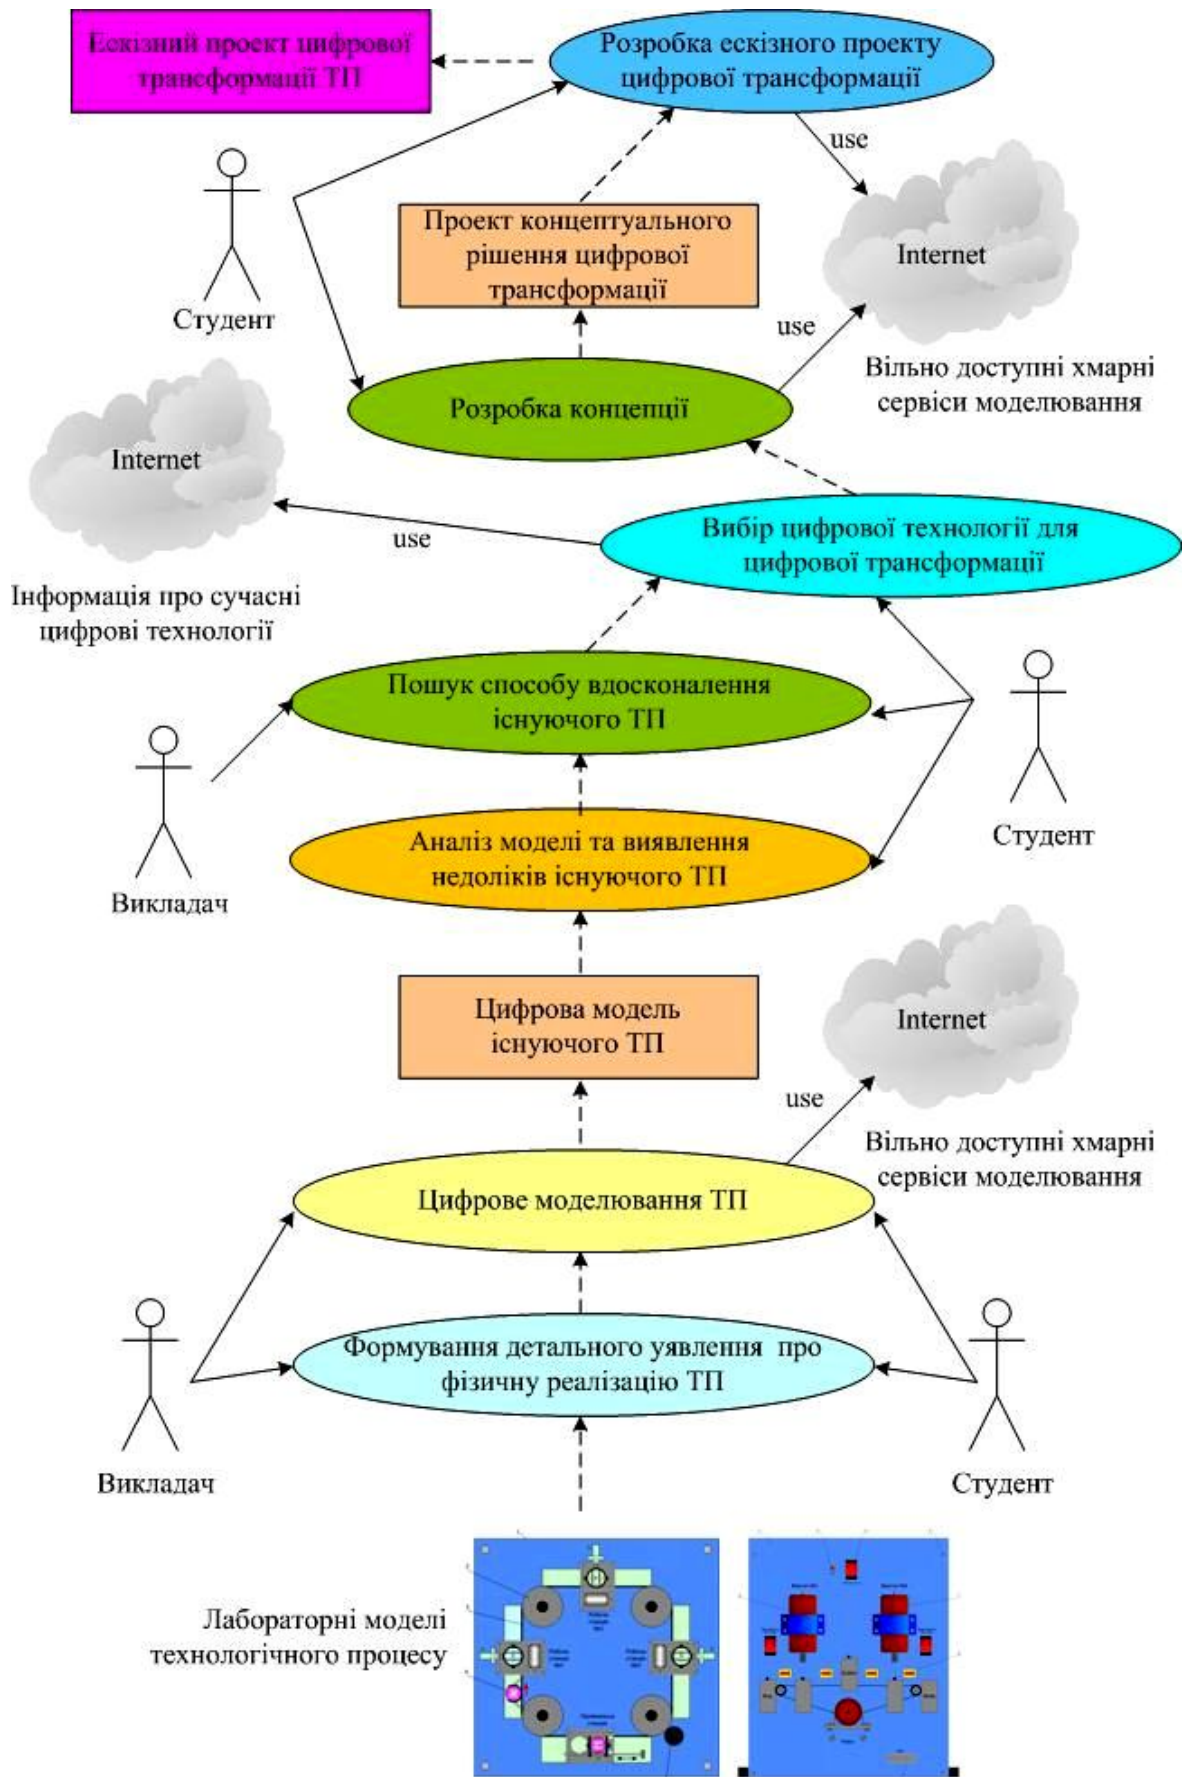 Ескізний проект цифрової
трансформації ТП
Розробка ескізного проекту
цифрової трансформації
use
Студент
Проект концептуального
рішення цифрової
трансформації
Internet
use
Вільно доступні хмарні
сервіси моделювання
Розробка концепції
Internet
use
Вибір цифрової технології для
цифрової трансформації
Інформація про сучасні
цифрові технології
Пошук способу вдосконалення
існуючого ТП
Студент
Викладач
Аналіз моделі та виявлення
недоліків існуючого ТП
Цифрова модель
існуючого ТП
Internet
use
Вільно доступні хмарні
сервіси моделювання
Цифрове моделювання ТП
Формування детального уявлення про
фізичну реалізацію ТП
Викладач
Студент
Лабораторні моделі
технологічного процесу